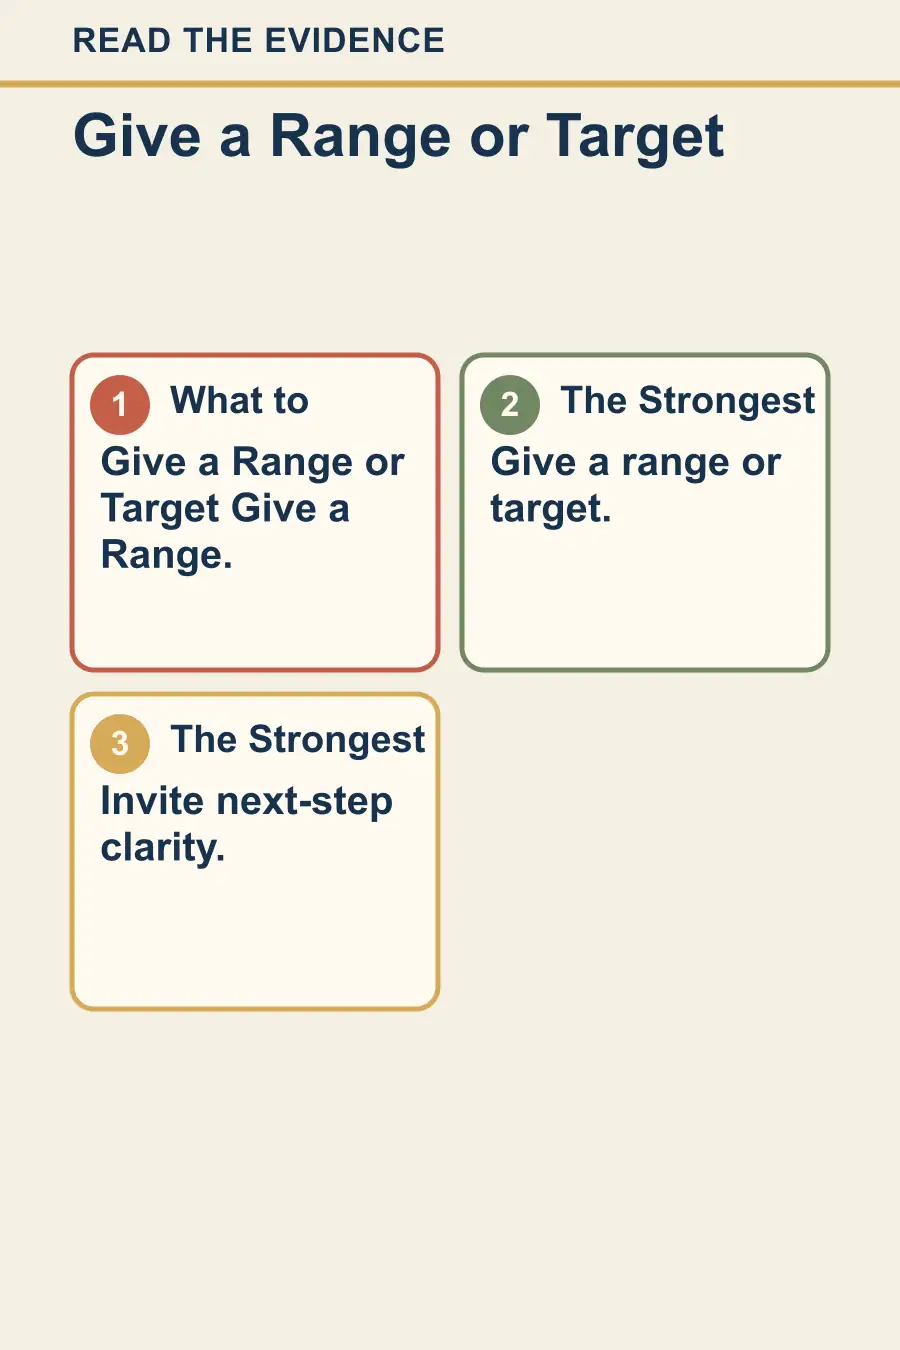 READ THE EVIDENCE
Give a Range or Target
1 What to
Give a Range or
Target Give a
Range.
2 The Strongest
Give a range or
target.
3 The Strongest
Invite next-step
clarity.